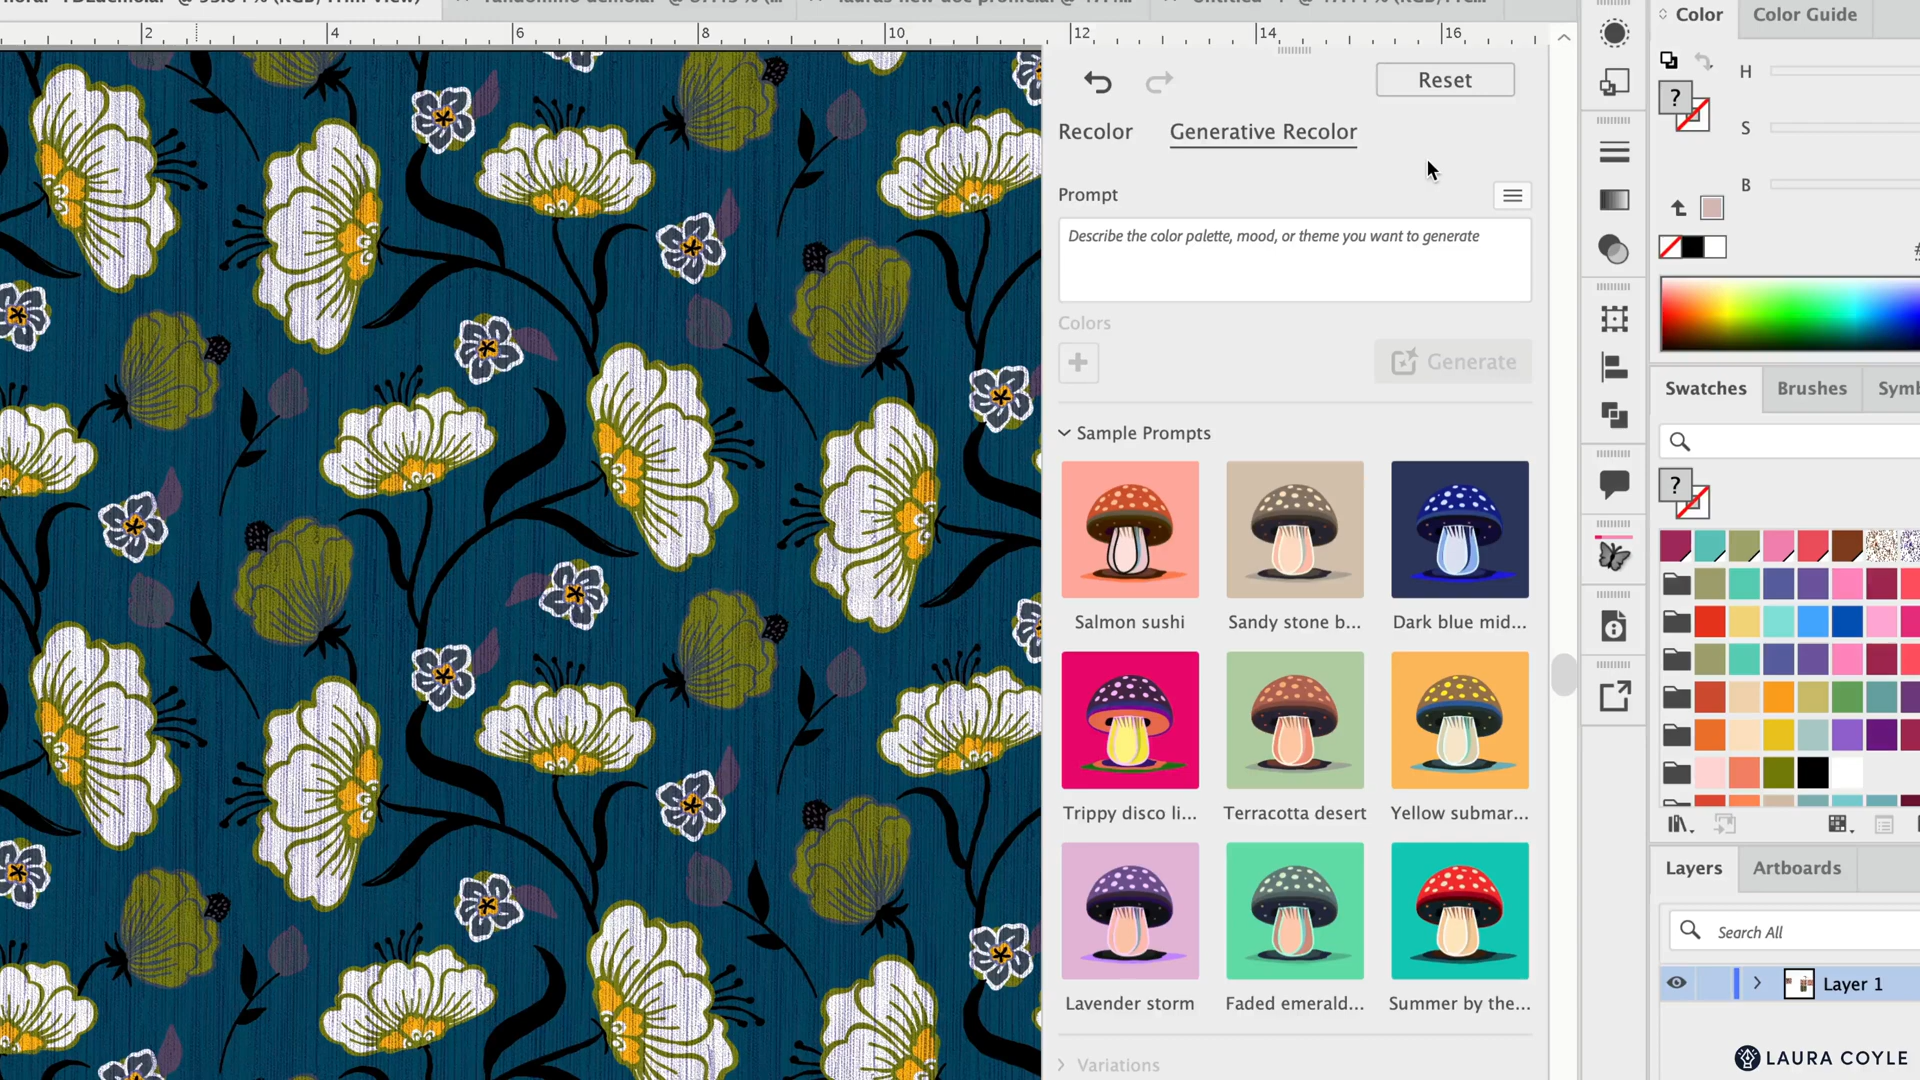 2 4 6 8 10 12 14 16
Color Color Guide
Reset
H
S
B
Recolor Generative Recolor
Prompt
Describe the color palette, mood, or theme you want to generate
Colors
Generate
Sample Prompts
Salmon sushi Sandy stone b... Dark blue mid...
Trippy disco li... Terracotta desert Yellow submar...
Lavender storm Faded emerald... Summer by the...
Variations
?
Swatches Brushes Symb
?
Layers Artboards
Search All
Layer 1
LAURA COYLE